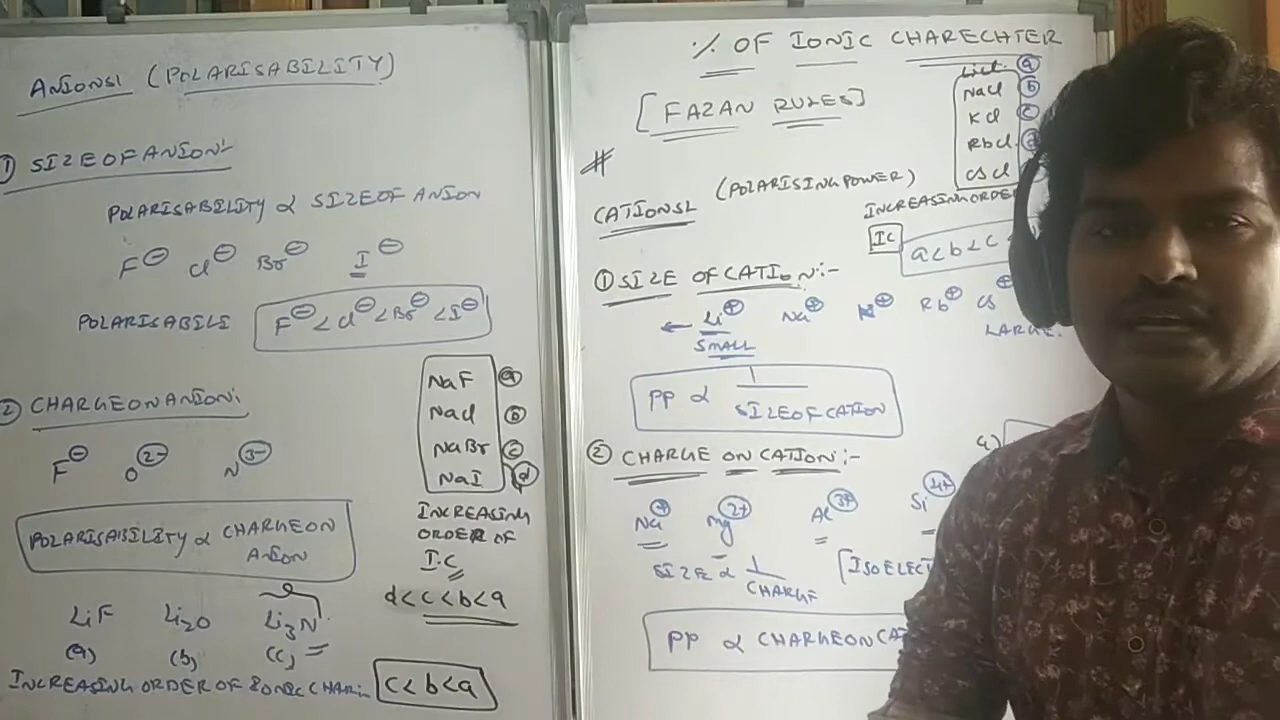 ANIONS:- (POLARISABILITY)
① SIZE OF ANION:-
POLARISABILITY ∝ SIZE OF ANION
F⊖ Cl⊖ Br⊖ I⊖
POLARISABILI F⊖ < Cl⊖ < Br⊖ < I⊖
② CHARGE ON ANION:
F⊖ O2- N3-
POLARISABILITY ∝ CHARGE ON
ANION
LiF Li2O Li3N
(a) (b) (c)
INCREASING ORDER OF IONIC CHAR:- c<b<a
NaF a
NaCl b
NaBr c
NaI d
INCREASING
ORDER OF
I.C
d<c<b<a
% OF IONIC CHARECHTER
[FAZAN RULES]
LiCl a
NaCl b
KCl c
RbCl d
CsCl
#
CATIONS:- (POLARISING POWER)
INCREASING ORDER
IC a<b<c
① SIZE OF CATION:-
Li+ Na+ K+ Rb+ Cs+
SMALL LARGE.
PP ∝ 1
SIZE OF CATION
② CHARGE ON CATION:-
a)
Na+ Mg2+ Al3+ Si4+
SIZE ∝ 1
CHARGE
[ISOELECT
PP ∝ CHARGE ON CAT